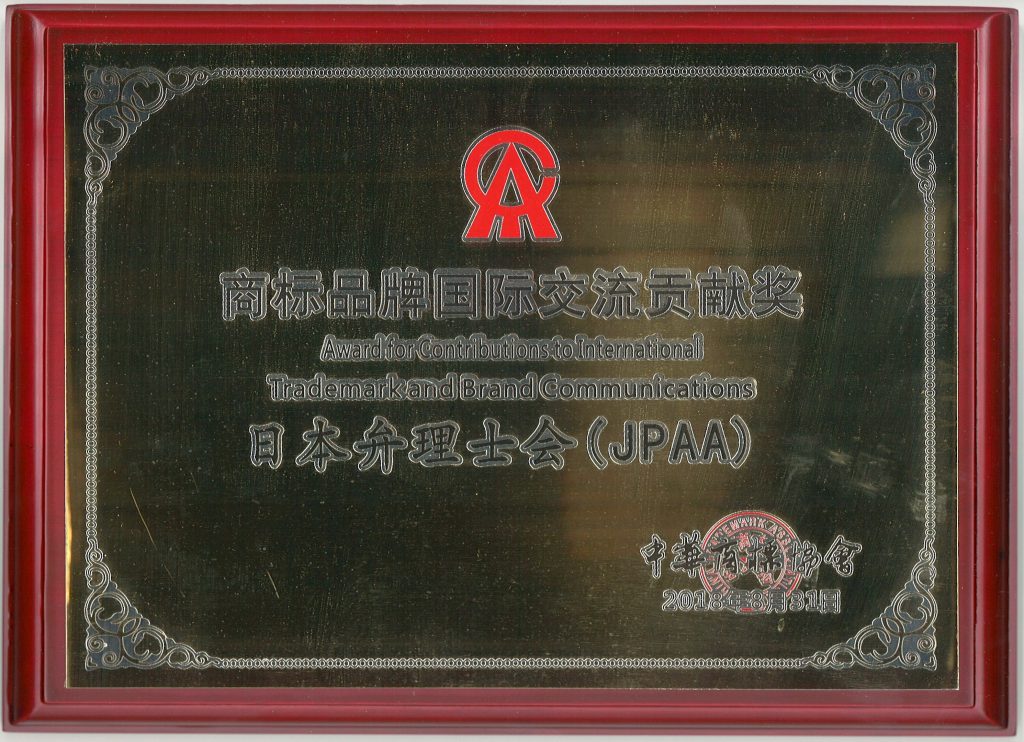 商标品牌国际交流贡献奖
Award for Contributions to International
Trademark and Brand Communications
日本弁理士会(JPAA)
中華商標協會
2018年8月31日